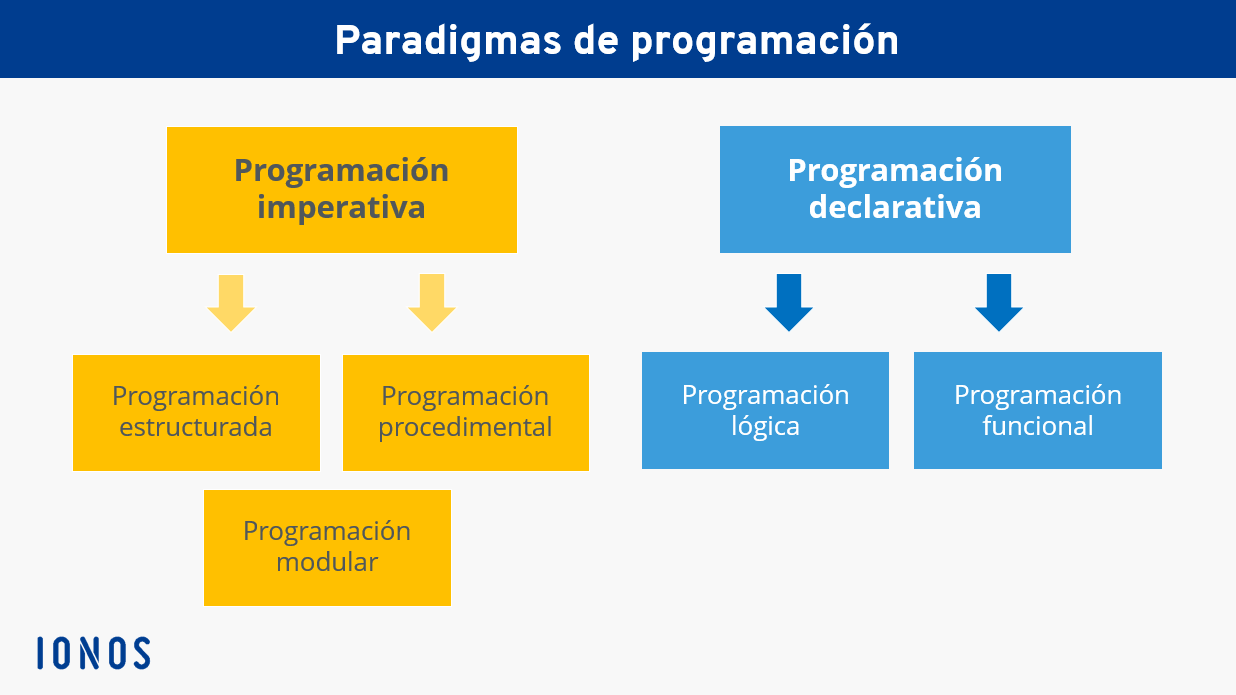 Paradigmas de programación
Programación
imperativa
Programación
declarativa
Programación
estructurada
Programación
procedimental
Programación
lógica
Programación
funcional
Programación
modular
IONOS